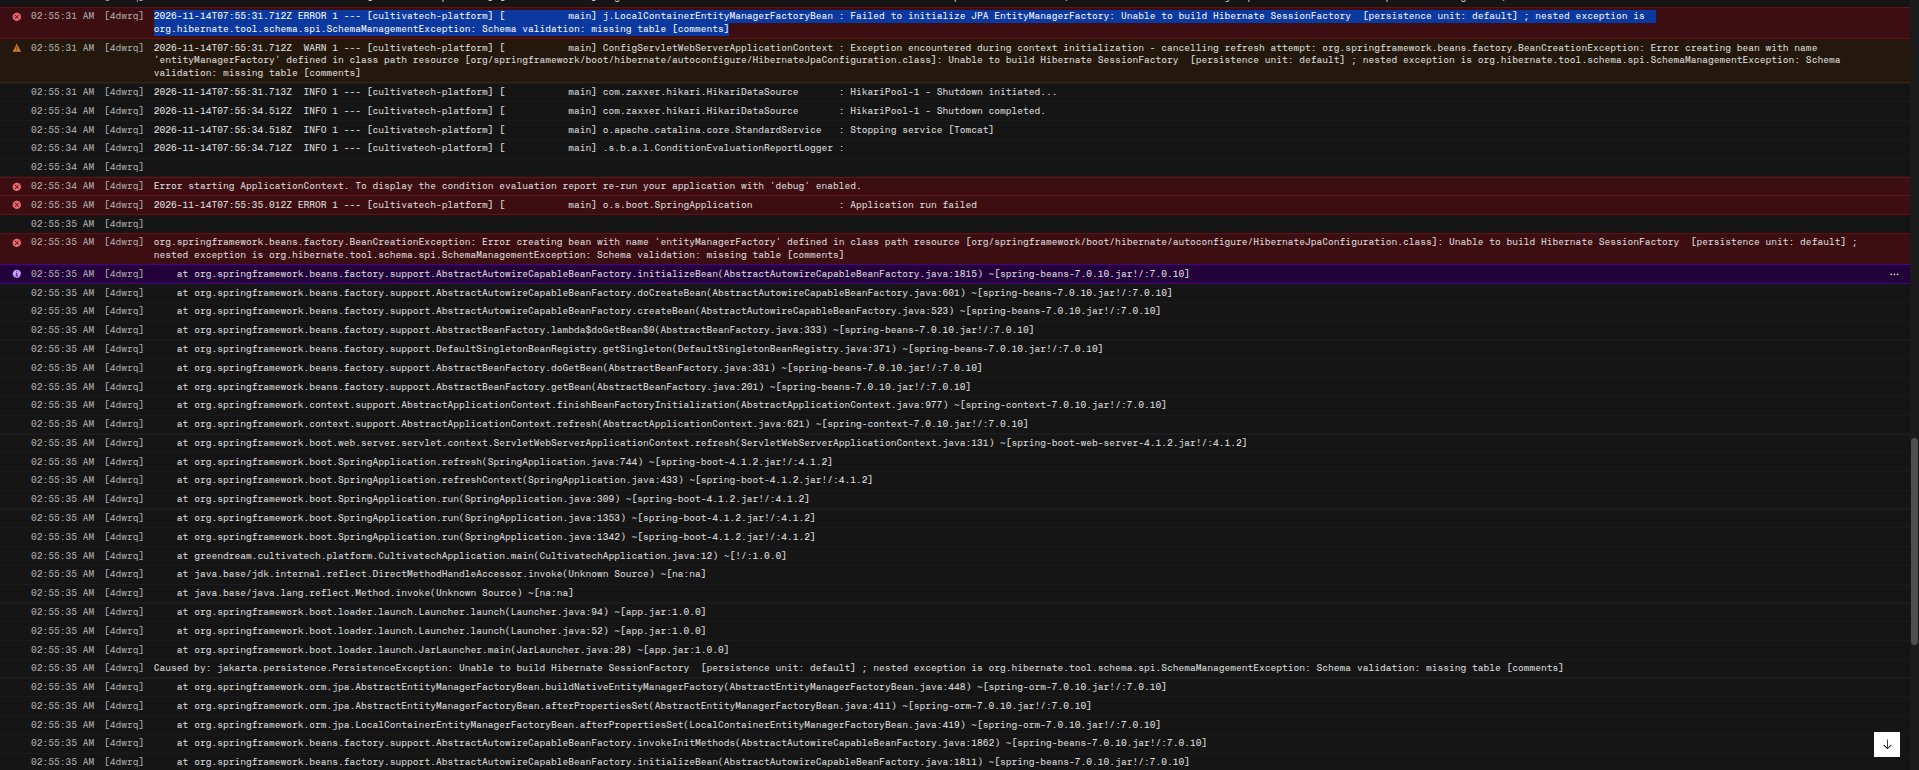 02:55:31 AM [4dwrq] 2026-11-14T07:55:31.712Z ERROR 1 --- [cultivatech-platform] [           main] j.LocalContainerEntityManagerFactoryBean : Failed to initialize JPA EntityManagerFactory: Unable to build Hibernate SessionFactory  [persistence unit: default] ; nested exception is
org.hibernate.tool.schema.spi.SchemaManagementException: Schema validation: missing table [comments]
02:55:31 AM [4dwrq] 2026-11-14T07:55:31.712Z  WARN 1 --- [cultivatech-platform] [           main] ConfigServletWebServerApplicationContext : Exception encountered during context initialization - cancelling refresh attempt: org.springframework.beans.factory.BeanCreationException: Error creating bean with name
'entityManagerFactory' defined in class path resource [org/springframework/boot/hibernate/autoconfigure/HibernateJpaConfiguration.class]: Unable to build Hibernate SessionFactory  [persistence unit: default] ; nested exception is org.hibernate.tool.schema.spi.SchemaManagementException: Schema
validation: missing table [comments]
02:55:31 AM [4dwrq] 2026-11-14T07:55:31.713Z  INFO 1 --- [cultivatech-platform] [           main] com.zaxxer.hikari.HikariDataSource       : HikariPool-1 - Shutdown initiated...
02:55:34 AM [4dwrq] 2026-11-14T07:55:34.512Z  INFO 1 --- [cultivatech-platform] [           main] com.zaxxer.hikari.HikariDataSource       : HikariPool-1 - Shutdown completed.
02:55:34 AM [4dwrq] 2026-11-14T07:55:34.518Z  INFO 1 --- [cultivatech-platform] [           main] o.apache.catalina.core.StandardService   : Stopping service [Tomcat]
02:55:34 AM [4dwrq] 2026-11-14T07:55:34.712Z  INFO 1 --- [cultivatech-platform] [           main] .s.b.a.l.ConditionEvaluationReportLogger :
02:55:34 AM [4dwrq]
02:55:34 AM [4dwrq] Error starting ApplicationContext. To display the condition evaluation report re-run your application with 'debug' enabled.
02:55:35 AM [4dwrq] 2026-11-14T07:55:35.012Z ERROR 1 --- [cultivatech-platform] [           main] o.s.boot.SpringApplication               : Application run failed
02:55:35 AM [4dwrq]
02:55:35 AM [4dwrq] org.springframework.beans.factory.BeanCreationException: Error creating bean with name 'entityManagerFactory' defined in class path resource [org/springframework/boot/hibernate/autoconfigure/HibernateJpaConfiguration.class]: Unable to build Hibernate SessionFactory  [persistence unit: default] ;
nested exception is org.hibernate.tool.schema.spi.SchemaManagementException: Schema validation: missing table [comments]
02:55:35 AM [4dwrq] at org.springframework.beans.factory.support.AbstractAutowireCapableBeanFactory.initializeBean(AbstractAutowireCapableBeanFactory.java:1815) ~[spring-beans-7.0.10.jar!/:7.0.10] ...
02:55:35 AM [4dwrq] at org.springframework.beans.factory.support.AbstractAutowireCapableBeanFactory.doCreateBean(AbstractAutowireCapableBeanFactory.java:601) ~[spring-beans-7.0.10.jar!/:7.0.10]
02:55:35 AM [4dwrq] at org.springframework.beans.factory.support.AbstractAutowireCapableBeanFactory.createBean(AbstractAutowireCapableBeanFactory.java:523) ~[spring-beans-7.0.10.jar!/:7.0.10]
02:55:35 AM [4dwrq] at org.springframework.beans.factory.support.AbstractBeanFactory.lambda$doGetBean$0(AbstractBeanFactory.java:333) ~[spring-beans-7.0.10.jar!/:7.0.10]
02:55:35 AM [4dwrq] at org.springframework.beans.factory.support.DefaultSingletonBeanRegistry.getSingleton(DefaultSingletonBeanRegistry.java:371) ~[spring-beans-7.0.10.jar!/:7.0.10]
02:55:35 AM [4dwrq] at org.springframework.beans.factory.support.AbstractBeanFactory.doGetBean(AbstractBeanFactory.java:331) ~[spring-beans-7.0.10.jar!/:7.0.10]
02:55:35 AM [4dwrq] at org.springframework.beans.factory.support.AbstractBeanFactory.getBean(AbstractBeanFactory.java:201) ~[spring-beans-7.0.10.jar!/:7.0.10]
02:55:35 AM [4dwrq] at org.springframework.context.support.AbstractApplicationContext.finishBeanFactoryInitialization(AbstractApplicationContext.java:977) ~[spring-context-7.0.10.jar!/:7.0.10]
02:55:35 AM [4dwrq] at org.springframework.context.support.AbstractApplicationContext.refresh(AbstractApplicationContext.java:621) ~[spring-context-7.0.10.jar!/:7.0.10]
02:55:35 AM [4dwrq] at org.springframework.boot.web.server.servlet.context.ServletWebServerApplicationContext.refresh(ServletWebServerApplicationContext.java:131) ~[spring-boot-web-server-4.1.2.jar!/:4.1.2]
02:55:35 AM [4dwrq] at org.springframework.boot.SpringApplication.refresh(SpringApplication.java:744) ~[spring-boot-4.1.2.jar!/:4.1.2]
02:55:35 AM [4dwrq] at org.springframework.boot.SpringApplication.refreshContext(SpringApplication.java:433) ~[spring-boot-4.1.2.jar!/:4.1.2]
02:55:35 AM [4dwrq] at org.springframework.boot.SpringApplication.run(SpringApplication.java:309) ~[spring-boot-4.1.2.jar!/:4.1.2]
02:55:35 AM [4dwrq] at org.springframework.boot.SpringApplication.run(SpringApplication.java:1353) ~[spring-boot-4.1.2.jar!/:4.1.2]
02:55:35 AM [4dwrq] at org.springframework.boot.SpringApplication.run(SpringApplication.java:1342) ~[spring-boot-4.1.2.jar!/:4.1.2]
02:55:35 AM [4dwrq] at greendream.cultivatech.platform.CultivatechApplication.main(CultivatechApplication.java:12) ~[!/:1.0.0]
02:55:35 AM [4dwrq] at java.base/jdk.internal.reflect.DirectMethodHandleAccessor.invoke(Unknown Source) ~[na:na]
02:55:35 AM [4dwrq] at java.base/java.lang.reflect.Method.invoke(Unknown Source) ~[na:na]
02:55:35 AM [4dwrq] at org.springframework.boot.loader.launch.Launcher.launch(Launcher.java:94) ~[app.jar:1.0.0]
02:55:35 AM [4dwrq] at org.springframework.boot.loader.launch.Launcher.launch(Launcher.java:52) ~[app.jar:1.0.0]
02:55:35 AM [4dwrq] at org.springframework.boot.loader.launch.JarLauncher.main(JarLauncher.java:28) ~[app.jar:1.0.0]
02:55:35 AM [4dwrq] Caused by: jakarta.persistence.PersistenceException: Unable to build Hibernate SessionFactory  [persistence unit: default] ; nested exception is org.hibernate.tool.schema.spi.SchemaManagementException: Schema validation: missing table [comments]
02:55:35 AM [4dwrq] at org.springframework.orm.jpa.AbstractEntityManagerFactoryBean.buildNativeEntityManagerFactory(AbstractEntityManagerFactoryBean.java:448) ~[spring-orm-7.0.10.jar!/:7.0.10]
02:55:35 AM [4dwrq] at org.springframework.orm.jpa.AbstractEntityManagerFactoryBean.afterPropertiesSet(AbstractEntityManagerFactoryBean.java:411) ~[spring-orm-7.0.10.jar!/:7.0.10]
02:55:35 AM [4dwrq] at org.springframework.orm.jpa.LocalContainerEntityManagerFactoryBean.afterPropertiesSet(LocalContainerEntityManagerFactoryBean.java:419) ~[spring-orm-7.0.10.jar!/:7.0.10]
02:55:35 AM [4dwrq] at org.springframework.beans.factory.support.AbstractAutowireCapableBeanFactory.invokeInitMethods(AbstractAutowireCapableBeanFactory.java:1862) ~[spring-beans-7.0.10.jar!/:7.0.10]
02:55:35 AM [4dwrq] at org.springframework.beans.factory.support.AbstractAutowireCapableBeanFactory.initializeBean(AbstractAutowireCapableBeanFactory.java:1811) ~[spring-beans-7.0.10.jar!/:7.0.10]